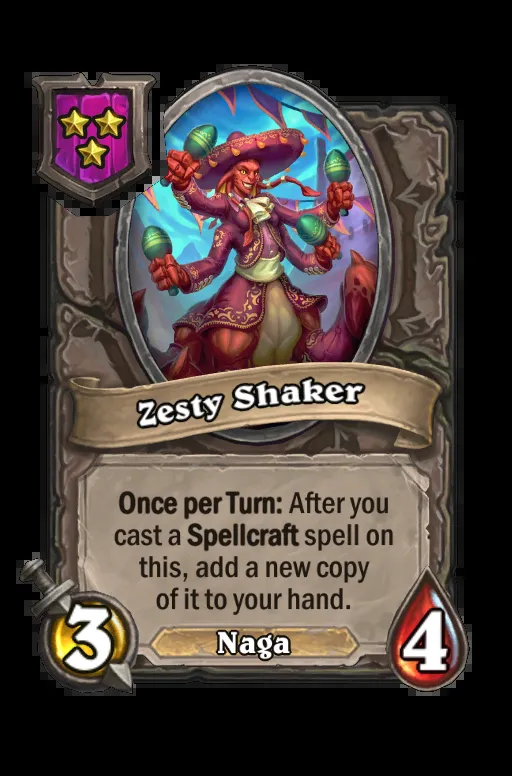 Zesty Shaker
Once per Turn: After you
cast a Spellcraft spell on
this, add a new copy
of it to your hand.
3
Naga
4